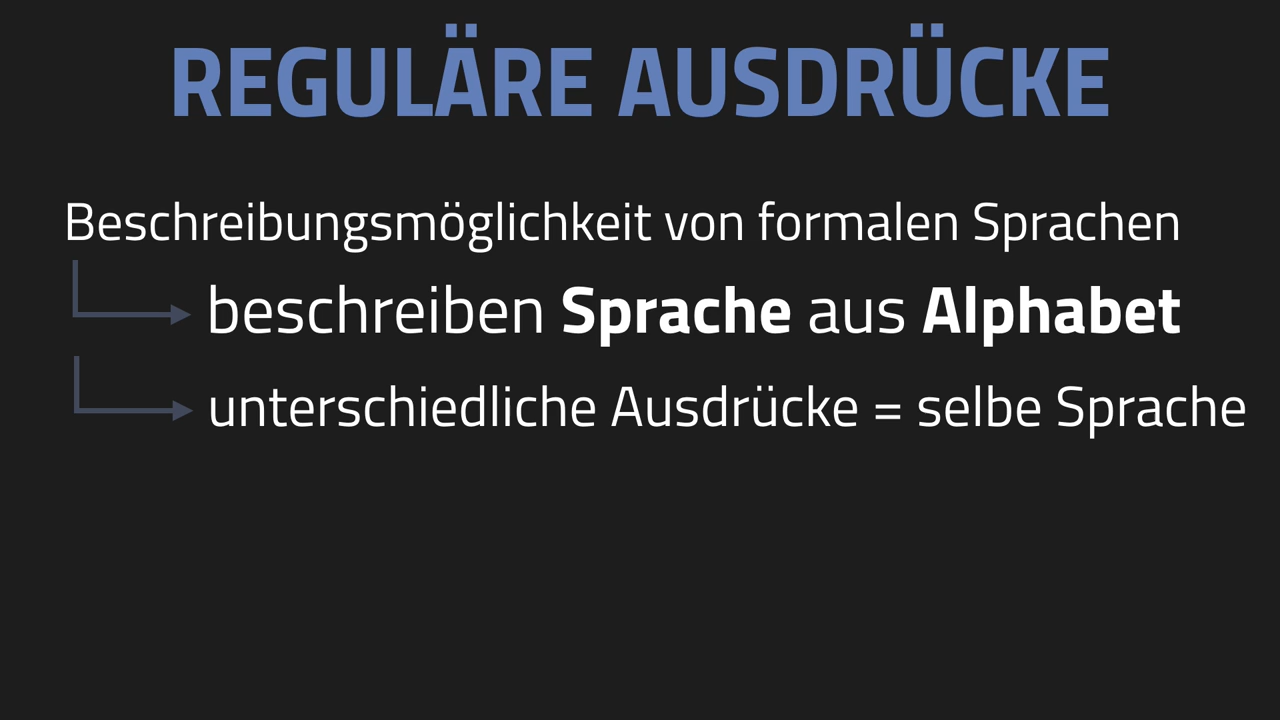 REGULÄRE AUSDRÜCKE
Beschreibungsmöglichkeit von formalen Sprachen
beschreiben Sprache aus Alphabet
unterschiedliche Ausdrücke = selbe Sprache